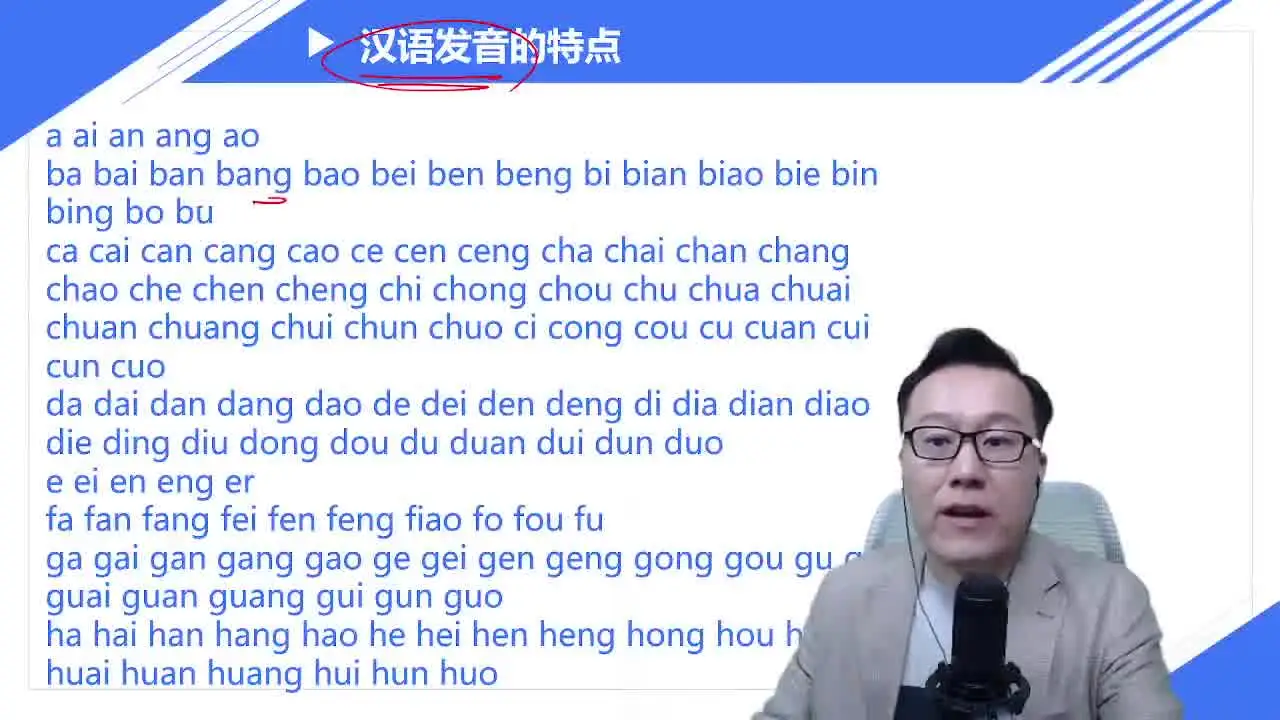 汉语发音的特点
a ai an ang ao
ba bai ban bang bao bei ben beng bi bian biao bie bin
bing bo bu
ca cai can cang cao ce cen ceng cha chai chan chang
chao che chen cheng chi chong chou chu chua chuai
chuan chuang chui chun chuo ci cong cou cu cuan cui
cun cuo
da dai dan dang dao de dei den deng di dia dian diao
die ding diu dong dou du duan dui dun duo
e ei en eng er
fa fan fang fei fen feng fiao fo fou fu
ga gai gan gang gao ge gei gen geng gong gou gu
guai guan guang gui gun guo
ha hai han hang hao he hei hen heng hong hou
huai huan huang hui hun huo